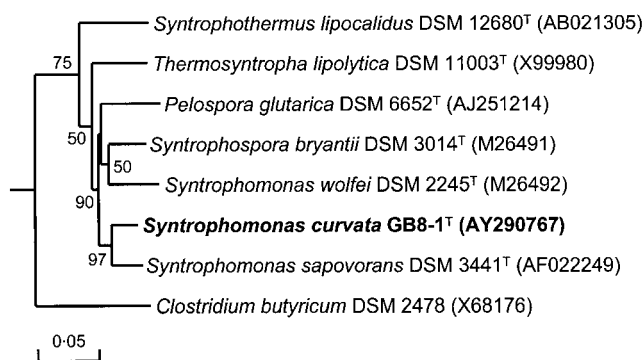 Syntrophothermus lipocalidus DSM 12680ᵀ (AB021305)
75
Thermosyntropha lipolytica DSM 11003ᵀ (X99980)
Pelospora glutarica DSM 6652ᵀ (AJ251214)
50
Syntrophospora bryantii DSM 3014ᵀ (M26491)
50
Syntrophomonas wolfei DSM 2245ᵀ (M26492)
90
Syntrophomonas curvata GB8-1ᵀ (AY290767)
97
Syntrophomonas sapovorans DSM 3441ᵀ (AF022249)
Clostridium butyricum DSM 2478 (X68176)
0·05